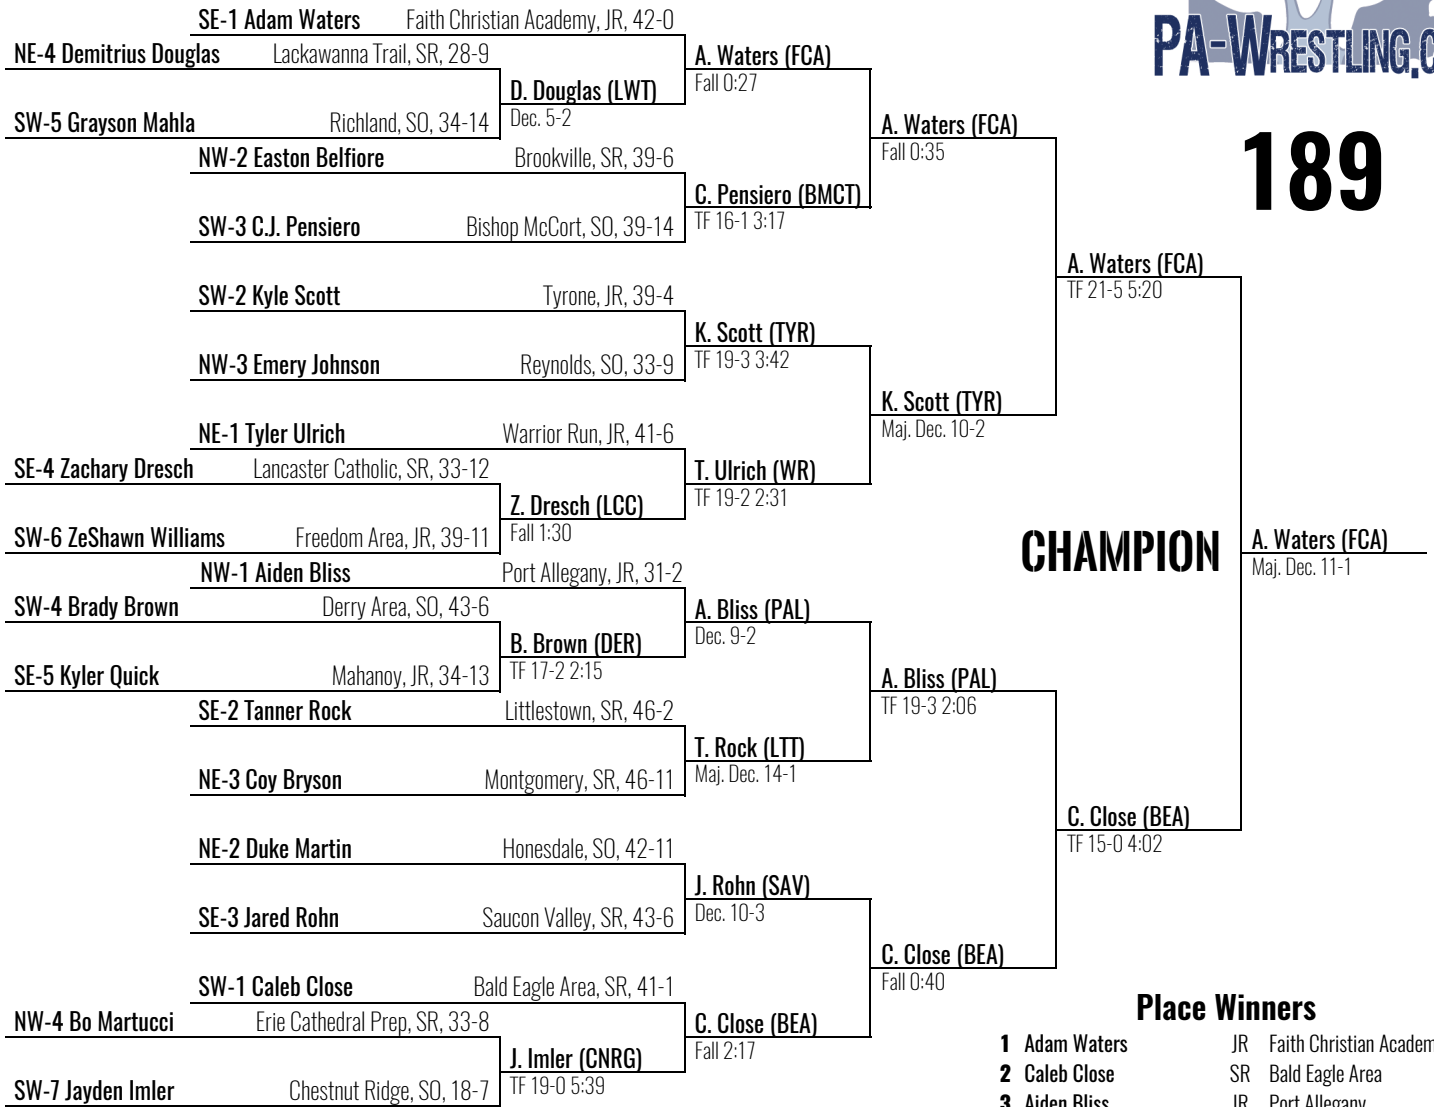 SE-1 Adam Waters Faith Christian Academy, JR, 42-0
NE-4 Demitrius Douglas Lackawanna Trail, SR, 28-9
A. Waters (FCA)
Fall 0:27
D. Douglas (LWT)
Dec. 5-2
SW-5 Grayson Mahla Richland, SO, 34-14
A. Waters (FCA)
Fall 0:35
NW-2 Easton Belfiore Brookville, SR, 39-6
C. Pensiero (BMCT)
TF 16-1 3:17
SW-3 C.J. Pensiero Bishop McCort, SO, 39-14
PA-WRESTLING.C
189
A. Waters (FCA)
TF 21-5 5:20
SW-2 Kyle Scott Tyrone, JR, 39-4
K. Scott (TYR)
TF 19-3 3:42
NW-3 Emery Johnson Reynolds, SO, 33-9
K. Scott (TYR)
Maj. Dec. 10-2
NE-1 Tyler Ulrich Warrior Run, JR, 41-6
SE-4 Zachary Dresch Lancaster Catholic, SR, 33-12
T. Ulrich (WR)
TF 19-2 2:31
Z. Dresch (LCC)
Fall 1:30
SW-6 ZeShawn Williams Freedom Area, JR, 39-11
CHAMPION
A. Waters (FCA)
Maj. Dec. 11-1
NW-1 Aiden Bliss Port Allegany, JR, 31-2
SW-4 Brady Brown Derry Area, SO, 43-6
A. Bliss (PAL)
Dec. 9-2
B. Brown (DER)
TF 17-2 2:15
SE-5 Kyler Quick Mahanoy, JR, 34-13
A. Bliss (PAL)
TF 19-3 2:06
SE-2 Tanner Rock Littlestown, SR, 46-2
T. Rock (LTT)
Maj. Dec. 14-1
NE-3 Coy Bryson Montgomery, SR, 46-11
C. Close (BEA)
TF 15-0 4:02
NE-2 Duke Martin Honesdale, SO, 42-11
J. Rohn (SAV)
Dec. 10-3
SE-3 Jared Rohn Saucon Valley, SR, 43-6
C. Close (BEA)
Fall 0:40
SW-1 Caleb Close Bald Eagle Area, SR, 41-1
NW-4 Bo Martucci Erie Cathedral Prep, SR, 33-8
C. Close (BEA)
Fall 2:17
J. Imler (CNRG)
TF 19-0 5:39
SW-7 Jayden Imler Chestnut Ridge, SO, 18-7
Place Winners
1 Adam Waters JR Faith Christian Academ
2 Caleb Close SR Bald Eagle Area
3 Aiden Bliss JR Port Allegany